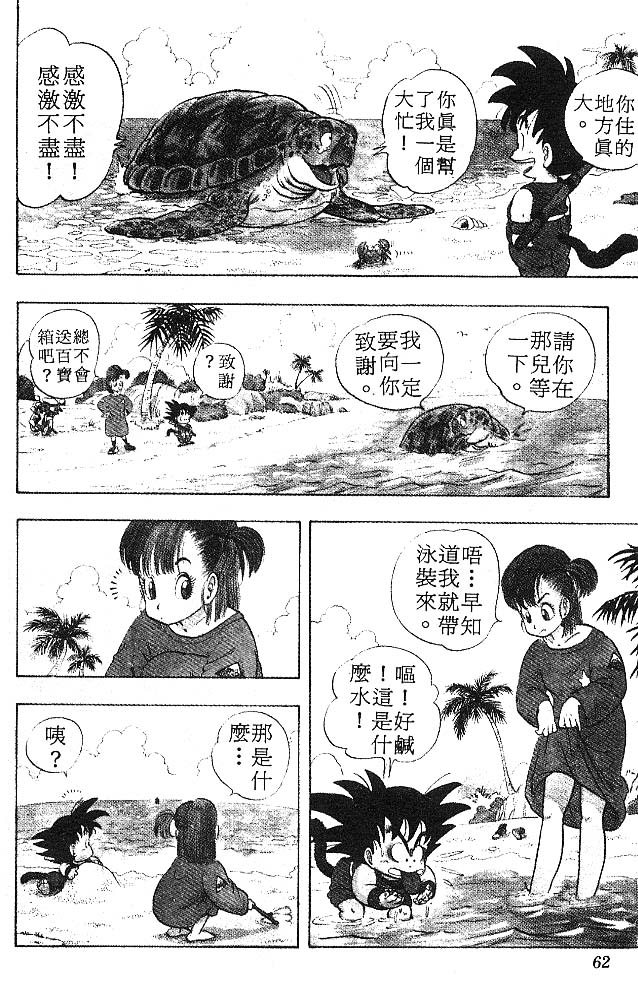 你住的
地方眞
大。
你眞是幫
了我一個
大忙！
感激不盡！
感激不盡！
請你在
那兒等
一下。
我一定
要向你
致謝。
致謝
？
總不會
送百寶
箱吧？
唔…早知
道我就帶
泳裝來。
嘔！好鹹
！這是什
麼水！
那是什
麼…
咦？
62